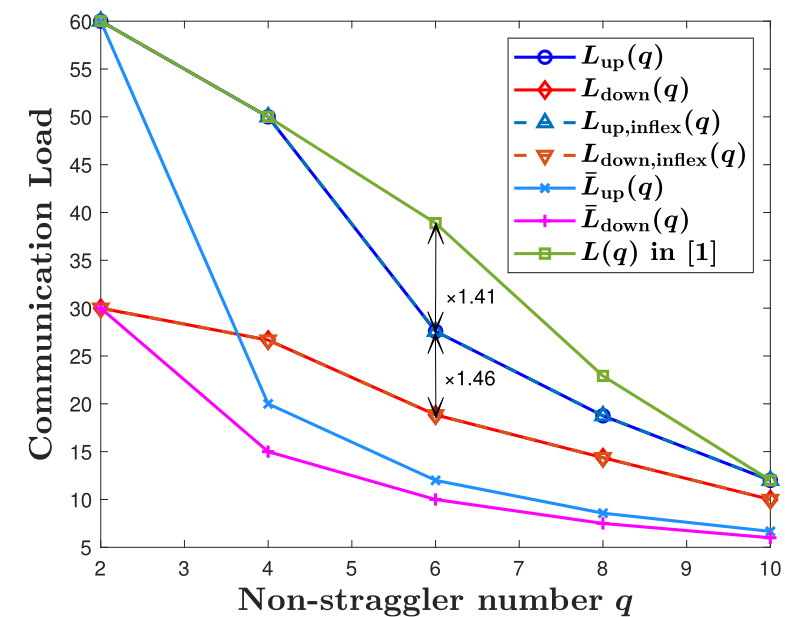 60
55
50
45
40
35
30
25
20
15
10
5
Communication Load
L_up(q)
L_down(q)
L_up,inflex(q)
L_down,inflex(q)
L̄_up(q)
L̄_down(q)
L(q) in [1]
×1.41
×1.46
2 3 4 5 6 7 8 9 10
Non-straggler number q